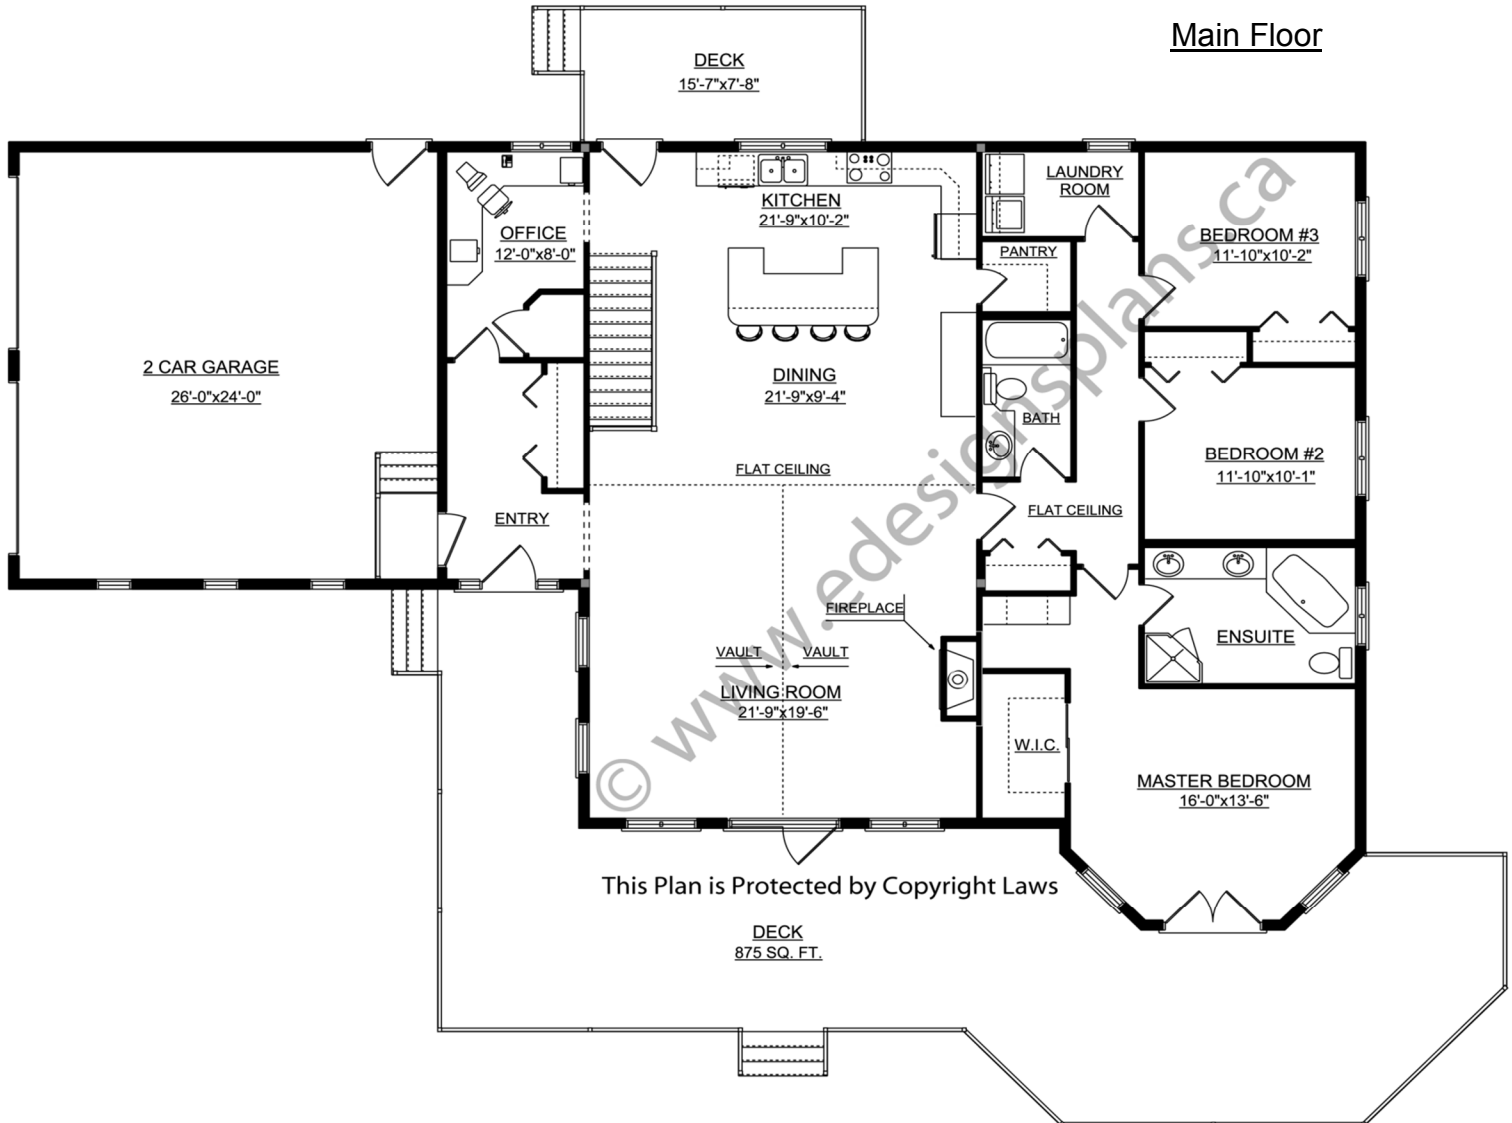 Main Floor
DECK
15'-7"x7'-8"
LAUNDRY
ROOM
KITCHEN
21'-9"x10'-2"
OFFICE
12'-0"x8'-0"
BEDROOM #3
11'-10"x10'-2"
PANTRY
2 CAR GARAGE
26'-0"x24'-0"
DINING
21'-9"x9'-4"
BATH
BEDROOM #2
11'-10"x10'-1"
FLAT CEILING
ENTRY
FLAT CEILING
FIREPLACE
ENSUITE
VAULT VAULT
LIVING ROOM
21'-9"x19'-6"
W.I.C.
MASTER BEDROOM
16'-0"x13'-6"
© www.edesignsplans.ca
This Plan is Protected by Copyright Laws
DECK
875 SQ. FT.